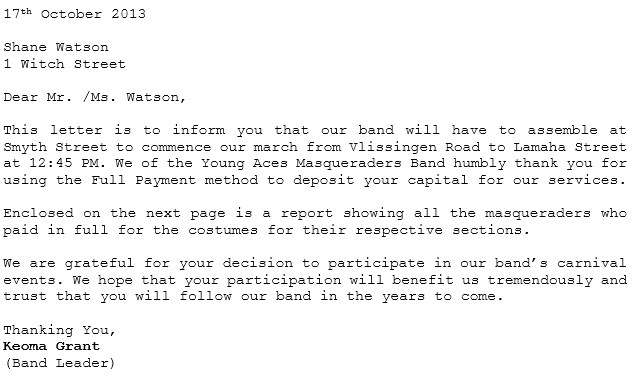 17th October 2013
Shane Watson
1 Witch Street
Dear Mr. /Ms. Watson,
This letter is to inform you that our band will have to assemble at
Smyth Street to commence our march from Vlissingen Road to Lamaha Street
at 12:45 PM. We of the Young Aces Masqueraders Band humbly thank you for
using the Full Payment method to deposit your capital for our services.
Enclosed on the next page is a report showing all the masqueraders who
paid in full for the costumes for their respective sections.
We are grateful for your decision to participate in our band's carnival
events. We hope that your participation will benefit us tremendously and
trust that you will follow our band in the years to come.
Thanking You,
Keoma Grant
(Band Leader)